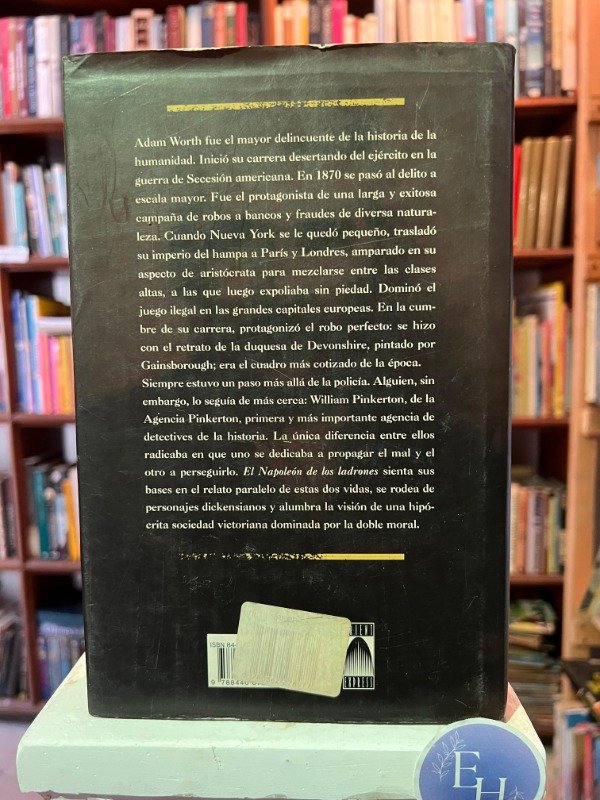 Adam Worth fue el mayor delincuente de la historia de la
humanidad. Inició su carrera desertando del ejército en la
guerra de Secesión americana. En 1870 se pasó al delito a
escala mayor. Fue el protagonista de una larga y exitosa
campaña de robos a bancos y fraudes de diversa natura-
leza. Cuando Nueva York se le quedó pequeño, trasladó
su imperio del hampa a París y Londres, amparado en su
aspecto de aristócrata para mezclarse entre las clases
altas, a las que luego expoliaba sin piedad. Dominó el
juego ilegal en las grandes capitales europeas. En la cum-
bre de su carrera, protagonizó el robo perfecto: se hizo
con el retrato de la duquesa de Devonshire, pintado por
Gainsborough; era el cuadro más cotizado de la época.
Siempre estuvo un paso más allá de la policía. Alguien, sin
embargo, lo seguía de más cerca: William Pinkerton, de la
Agencia Pinkerton, primera y más importante agencia de
detectives de la historia. La única diferencia entre ellos
radicaba en que uno se dedicaba a propagar el mal y el
otro a perseguirlo. El Napoleón de los ladrones sienta sus
bases en el relato paralelo de estas dos vidas, se rodea de
personajes dickensianos y alumbra la visión de una hipó-
crita sociedad victoriana dominada por la doble moral.
ISBN 84-
9 788440
EXPRESS
EH